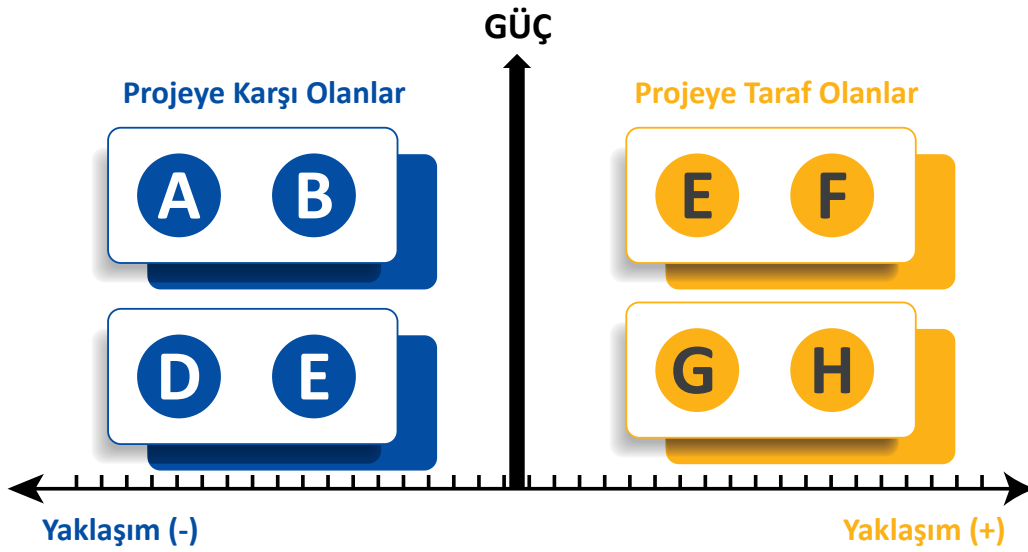 GÜÇ
Projeye Karşı Olanlar
Projeye Taraf Olanlar
A B
E F
D E
G H
Yaklaşım (-)
Yaklaşım (+)